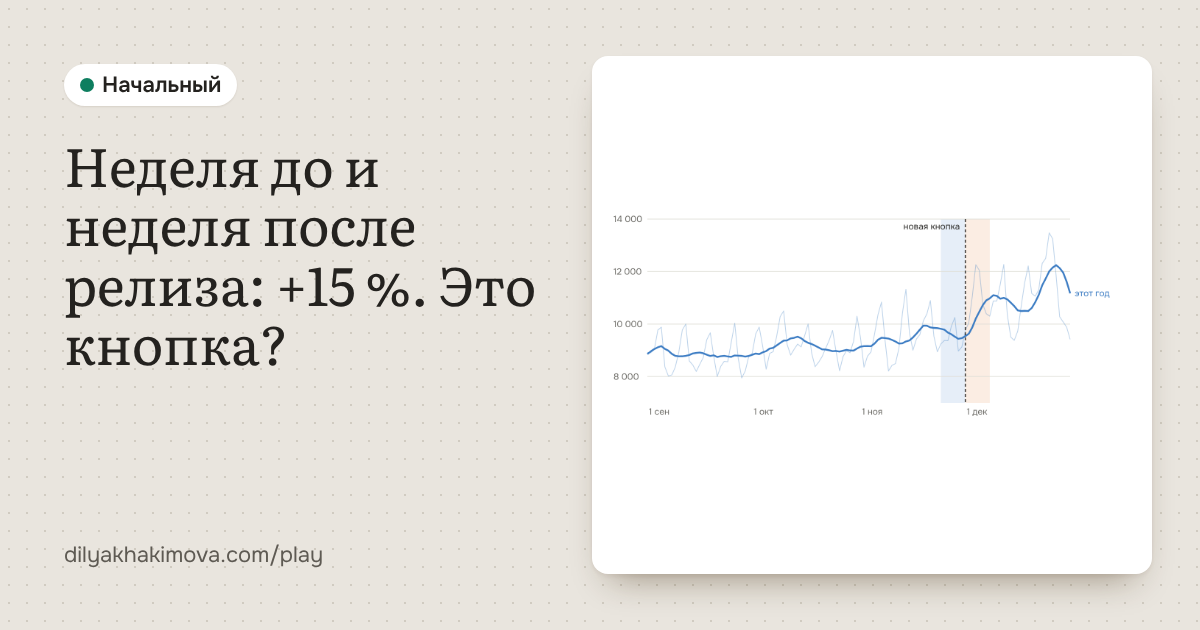 Начальный
Неделя до и
неделя после
релиза: +15 %. Это
кнопка?
dilyakhakimova.com/play
14 000
новая кнопка
12 000
этот год
10 000
8 000
1 сен
1 окт
1 ноя
1 дек